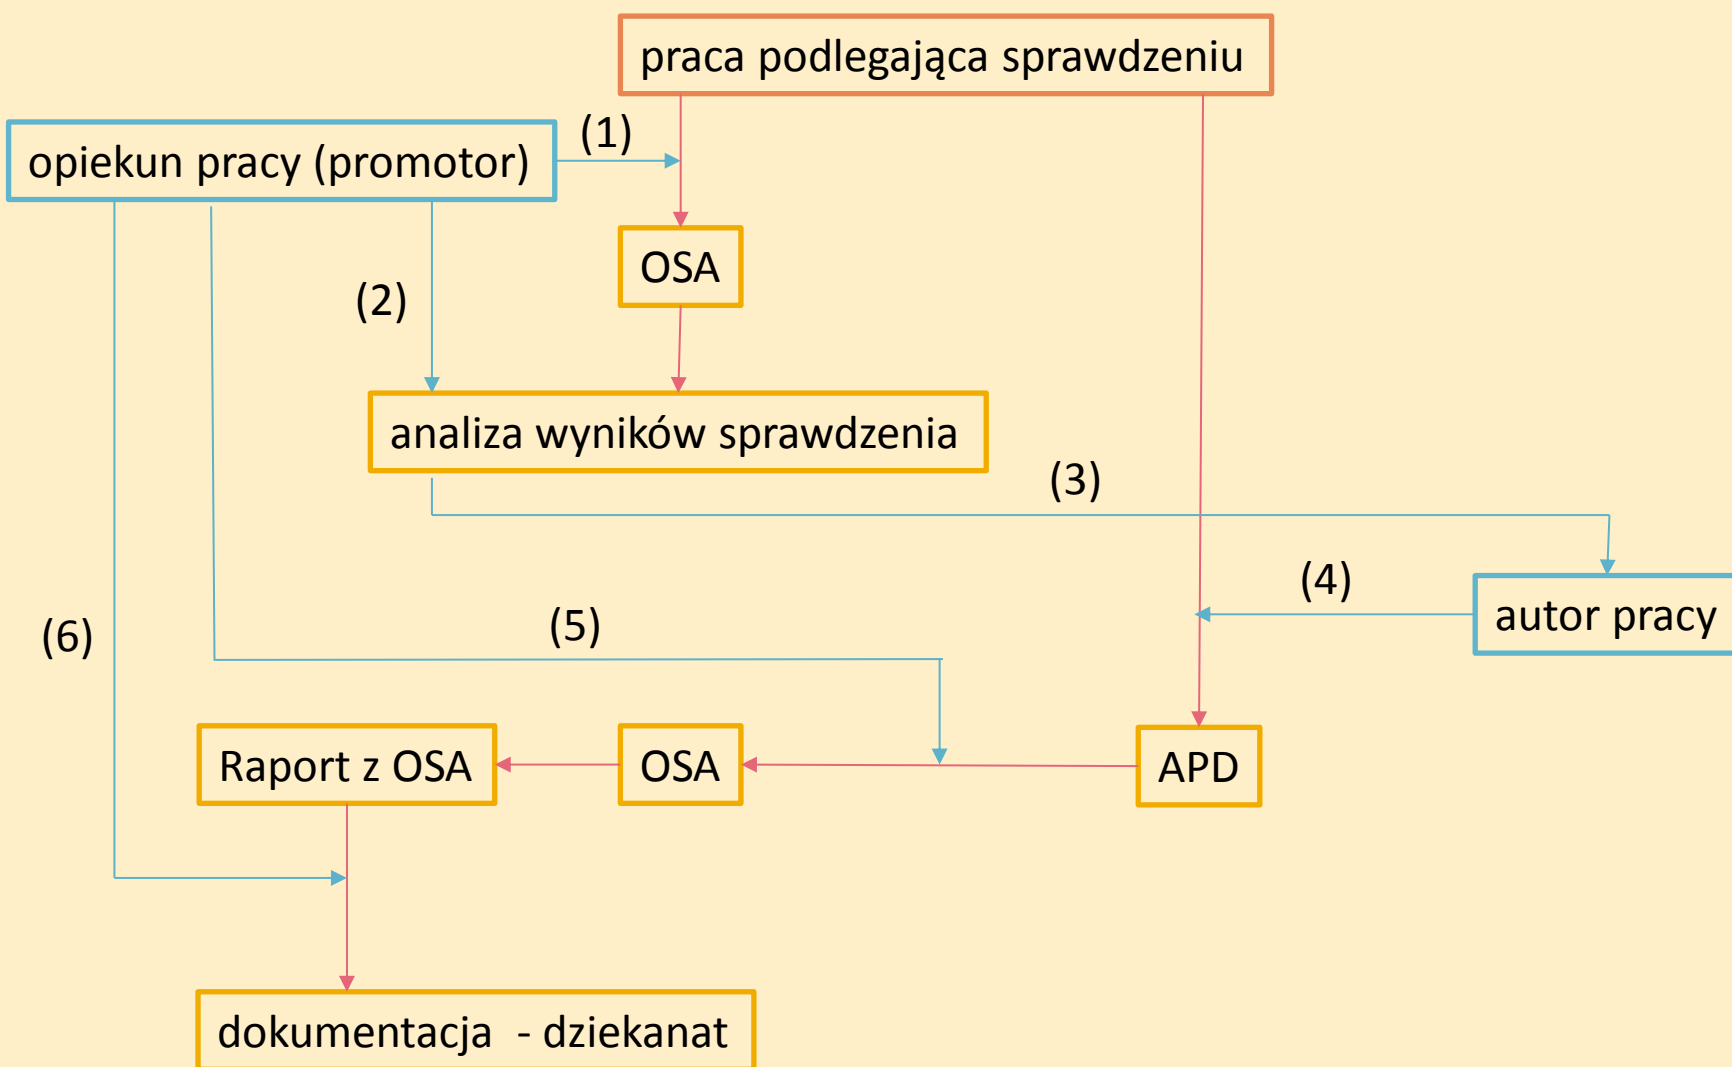 praca podlegająca sprawdzeniu
(1)
opiekun pracy (promotor)
OSA
(2)
analiza wyników sprawdzenia
(3)
(4)
autor pracy
(5)
(6)
Raport z OSA
OSA
APD
dokumentacja - dziekanat